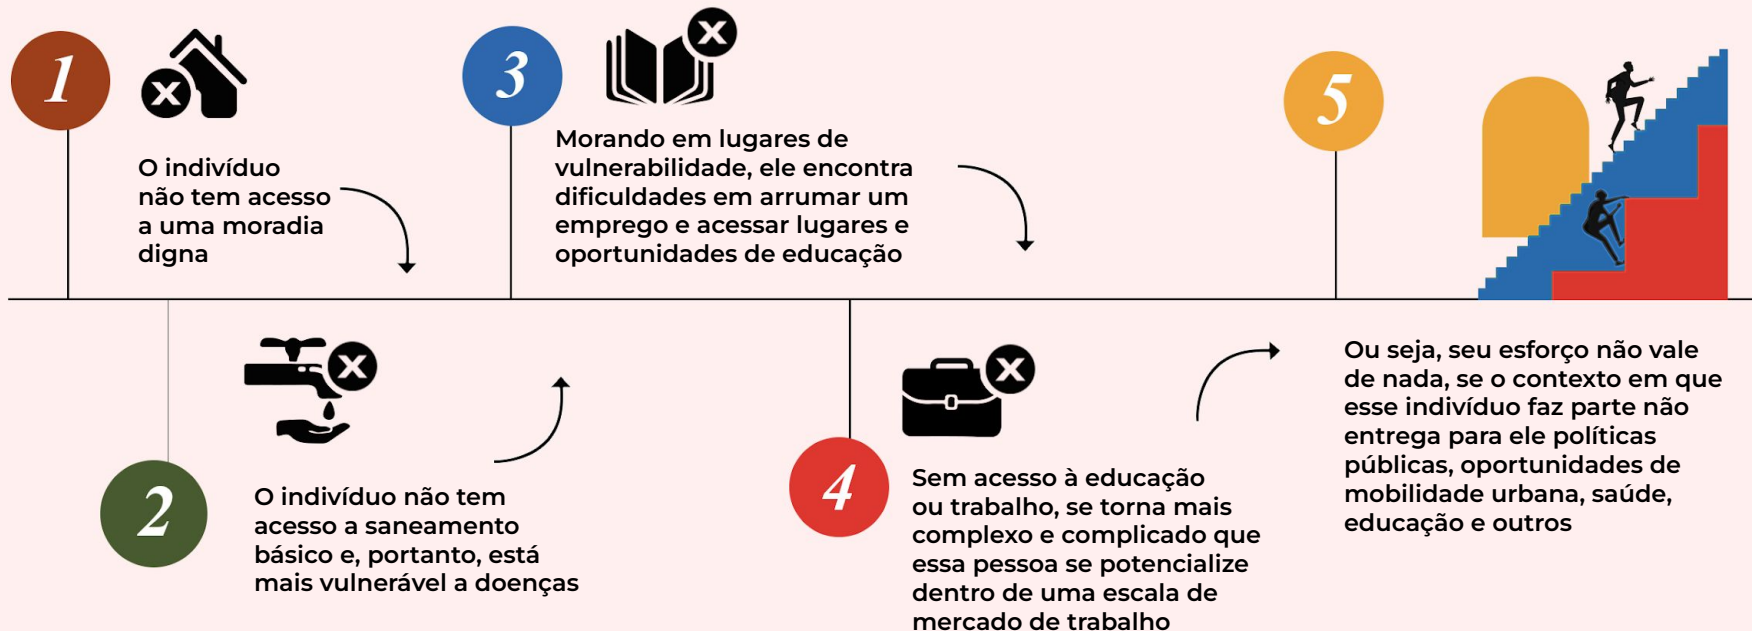 1
O indivíduo
não tem acesso
a uma moradia
digna
2
O indivíduo não tem
acesso a saneamento
básico e, portanto, está
mais vulnerável a doenças
3
Morando em lugares de
vulnerabilidade, ele encontra
dificuldades em arrumar um
emprego e acessar lugares e
oportunidades de educação
4
Sem acesso à educação
ou trabalho, se torna mais
complexo e complicado que
essa pessoa se potencialize
dentro de uma escala de
mercado de trabalho
5
Ou seja, seu esforço não vale
de nada, se o contexto em que
esse indivíduo faz parte não
entrega para ele políticas
públicas, oportunidades de
mobilidade urbana, saúde,
educação e outros